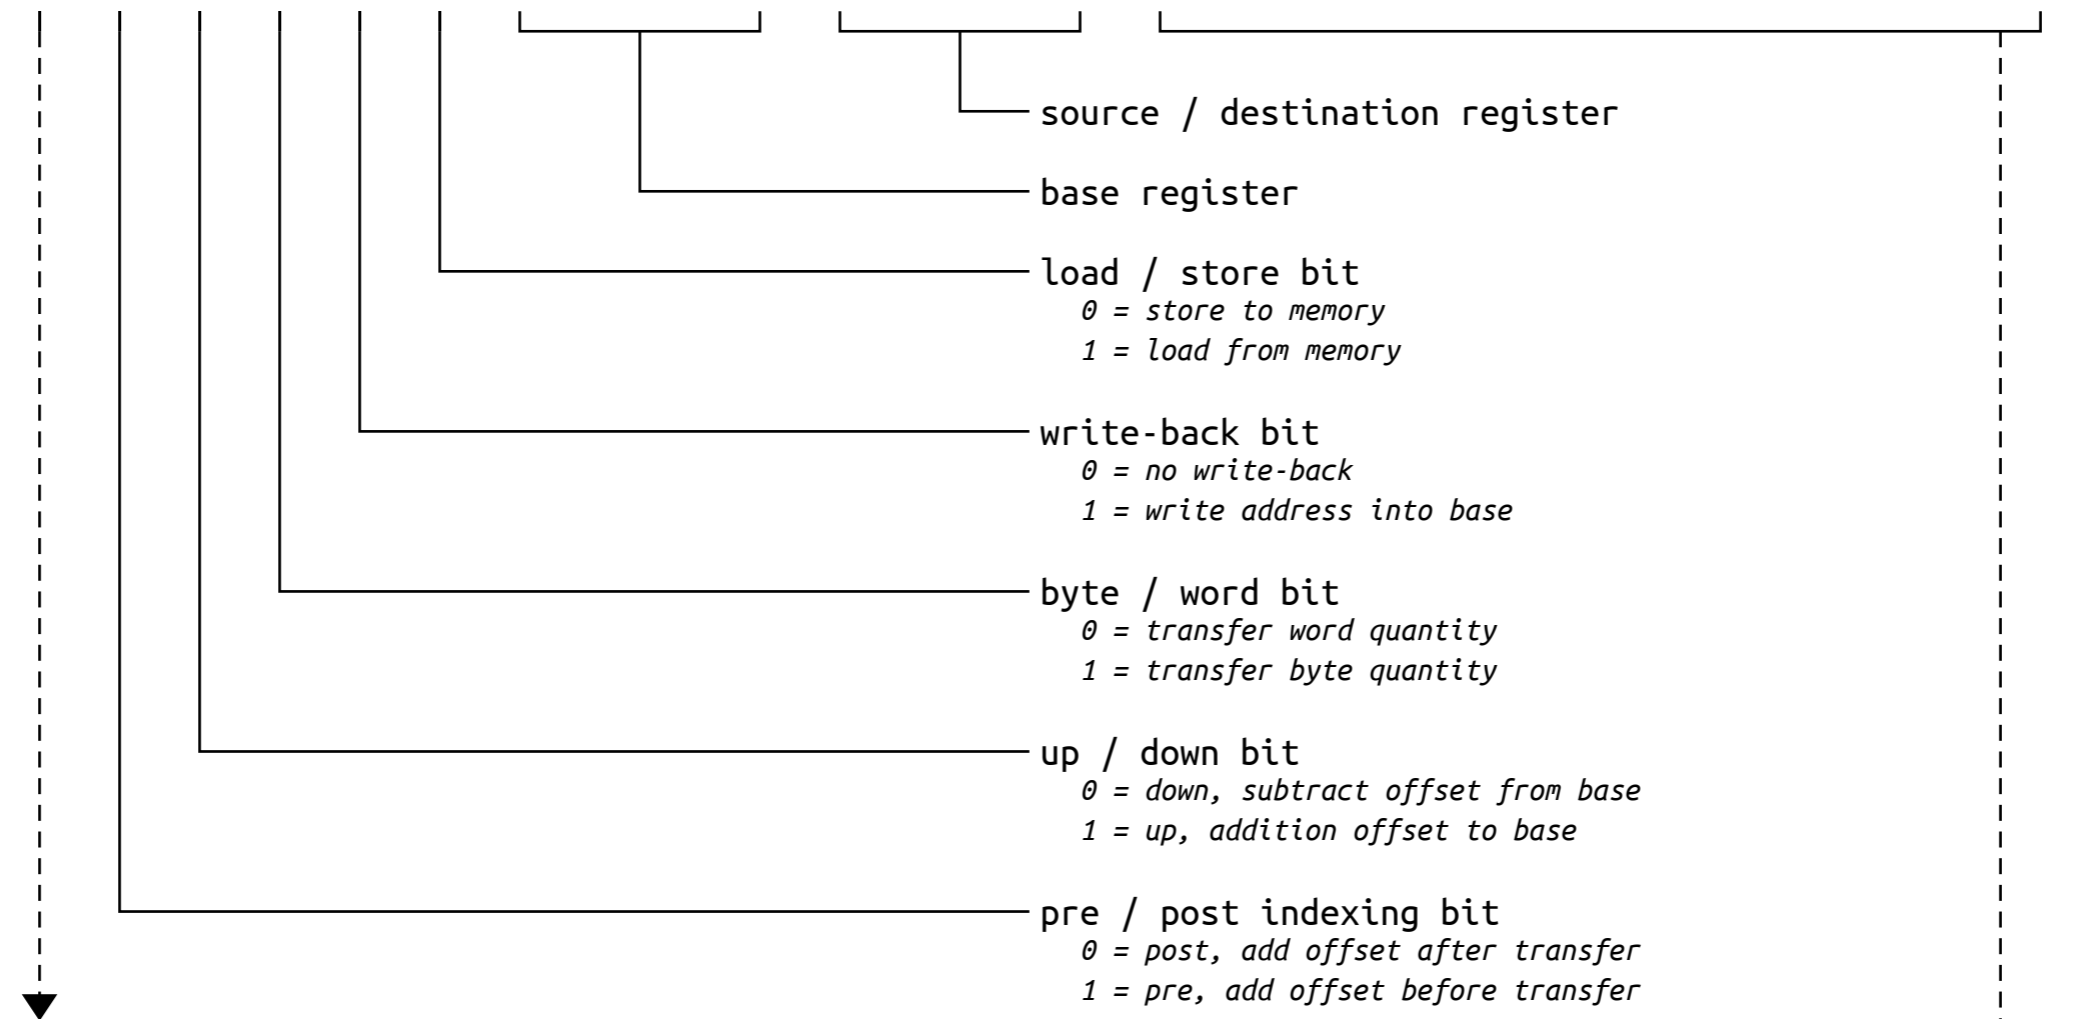 source / destination register
base register
load / store bit
0 = store to memory
1 = load from memory
write-back bit
0 = no write-back
1 = write address into base
byte / word bit
0 = transfer word quantity
1 = transfer byte quantity
up / down bit
0 = down, subtract offset from base
1 = up, addition offset to base
pre / post indexing bit
0 = post, add offset after transfer
1 = pre, add offset before transfer